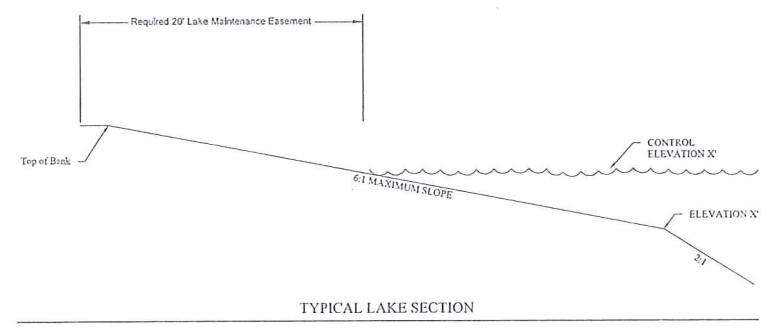 Required 20' Lake Maintenance Easement
Top of Bank
CONTROL
ELEVATION X'
6:1 MAXIMUM SLOPE
ELEVATION X'
2:1
TYPICAL LAKE SECTION